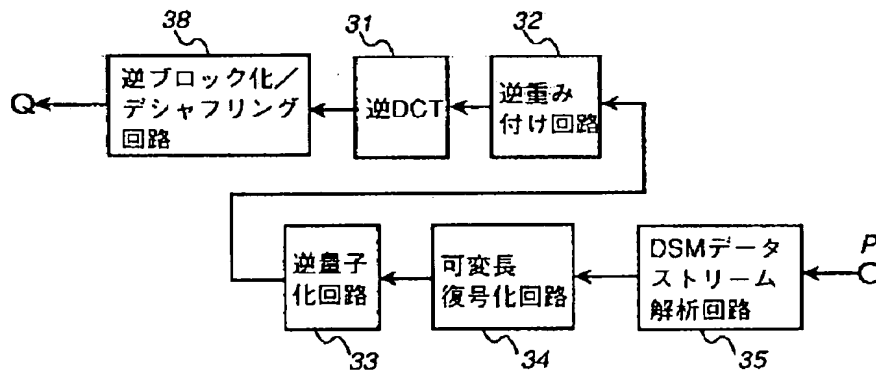 38
31
32
逆ブロック化／
デシャフリング
回路
逆DCT
逆重み
付け回路
Q
逆量子
化回路
可変長
復号化回路
DSMデータ
ストリーム
解析回路
P
33
34
35